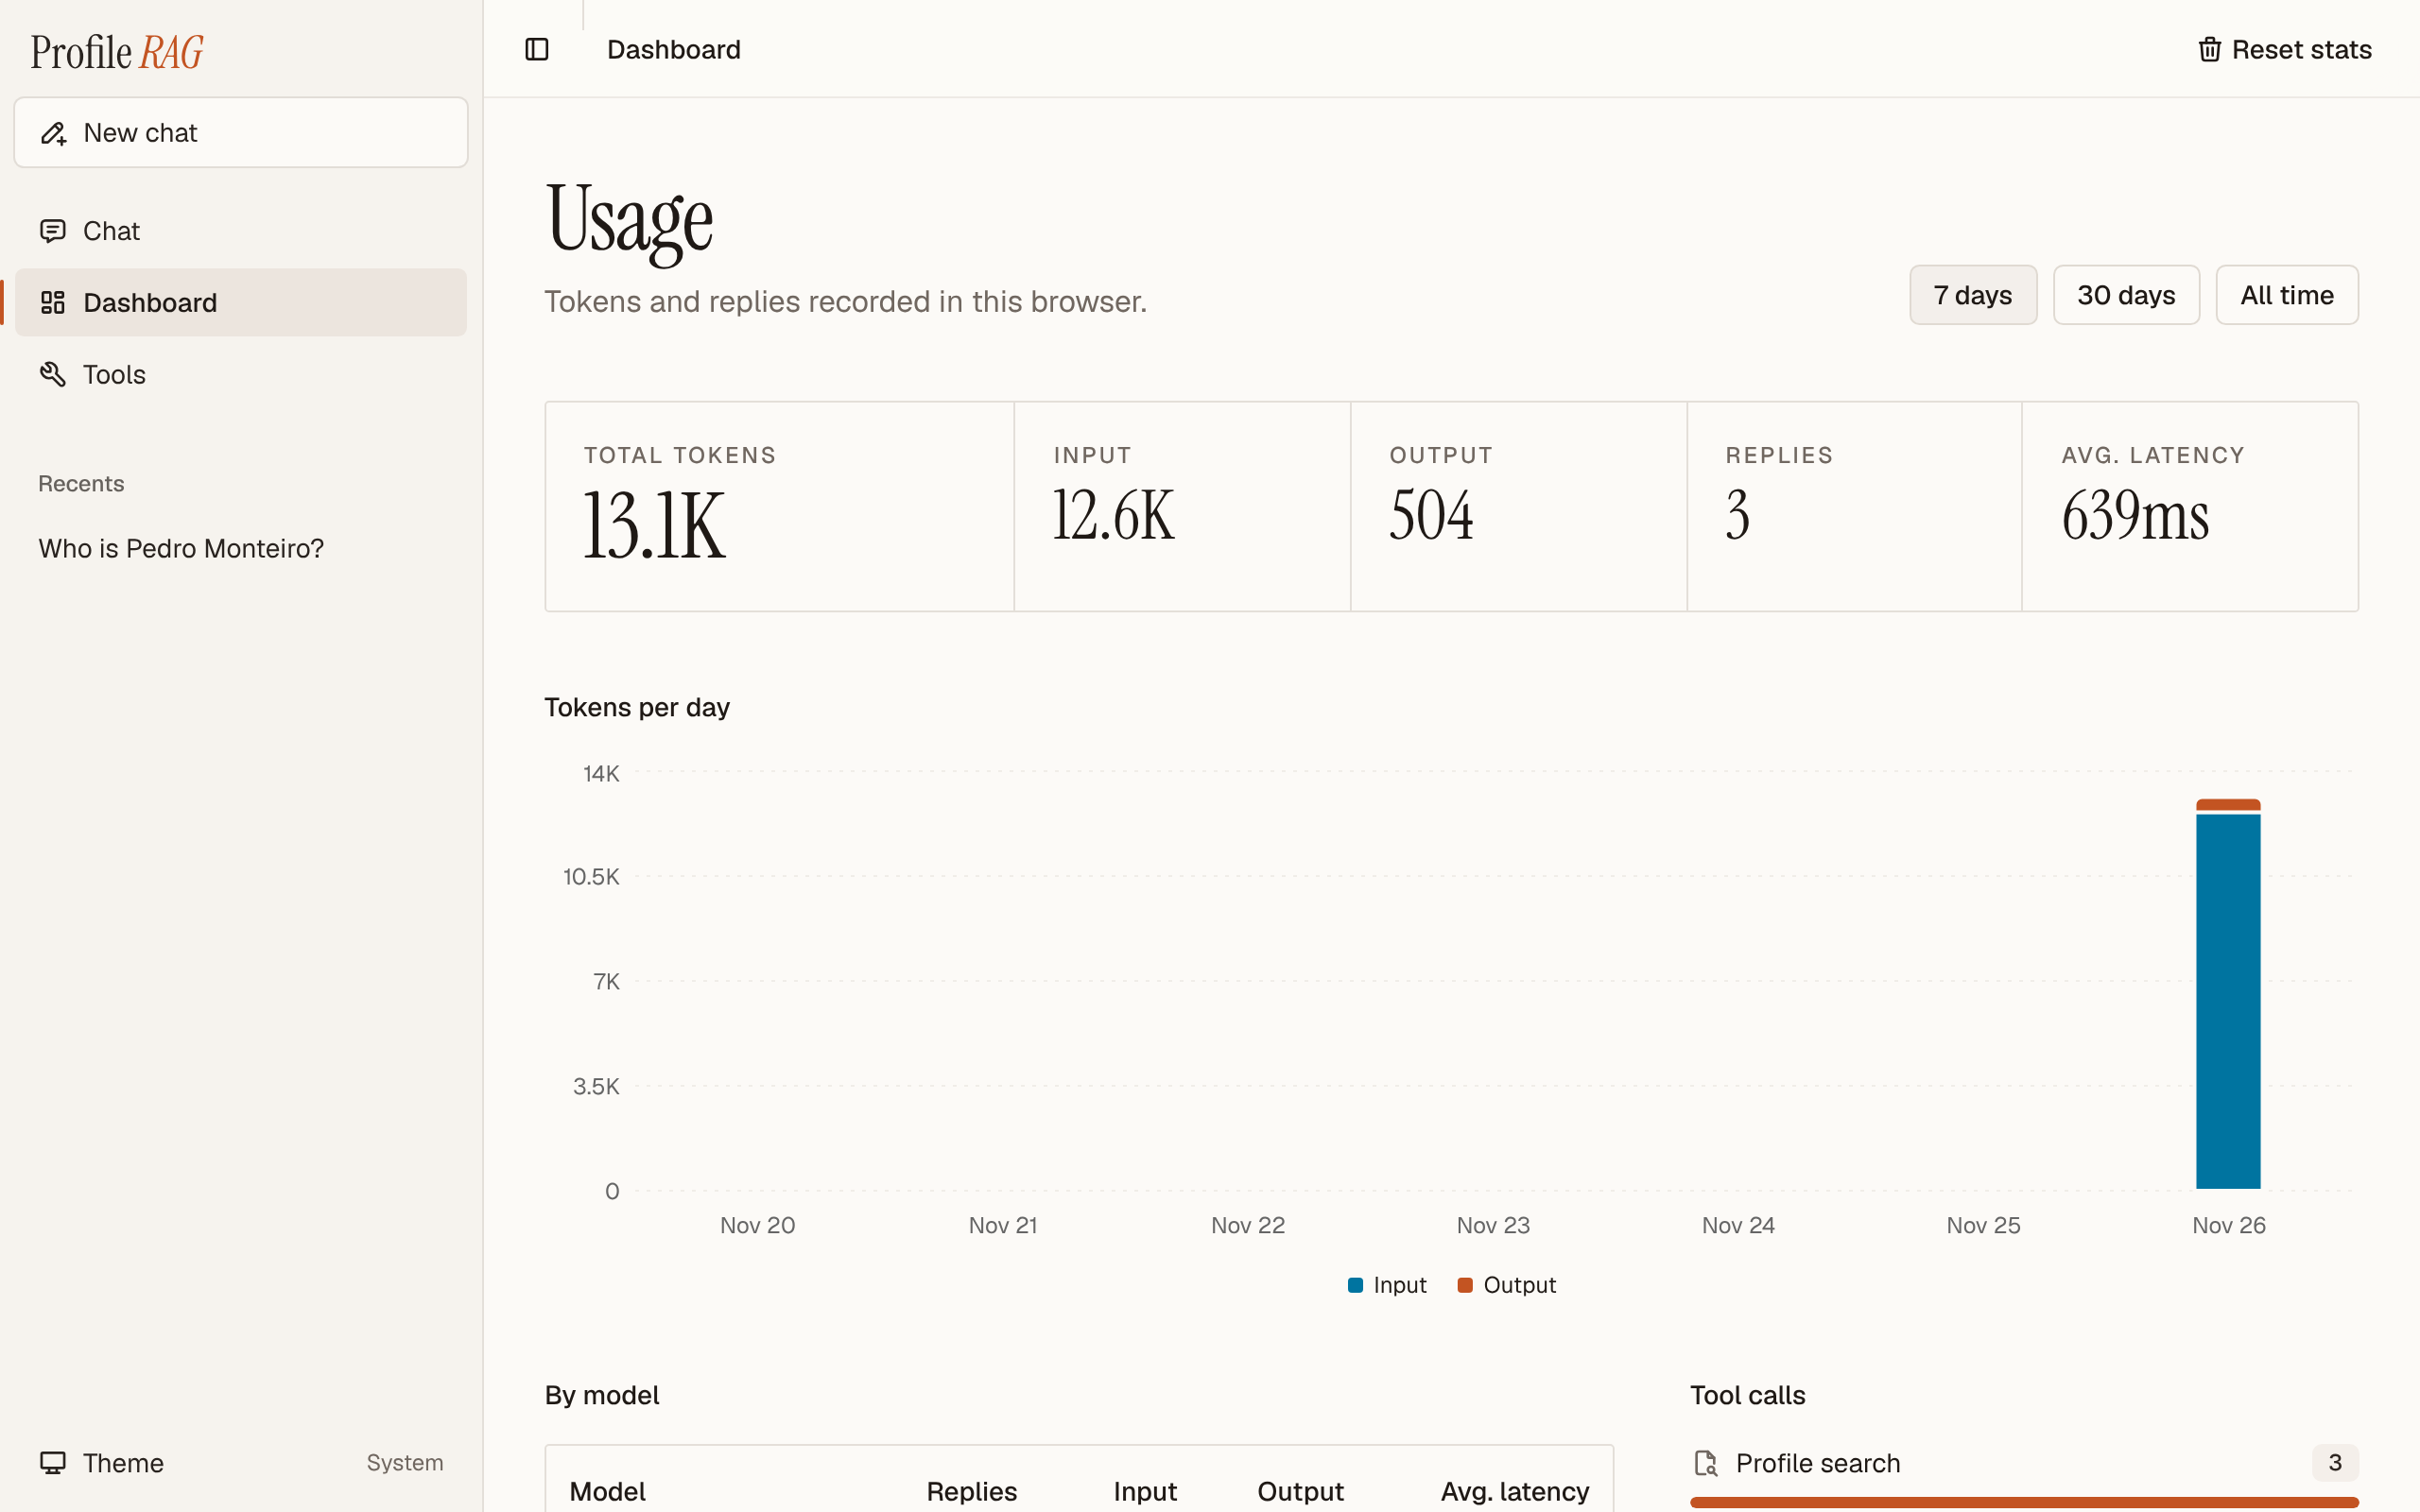 Profile RAG
New chat
Chat
Dashboard
Tools
Recents
Who is Pedro Monteiro?
Theme
System
Dashboard
Reset stats
Usage
Tokens and replies recorded in this browser.
7 days
30 days
All time
TOTAL TOKENS
13.1K
INPUT
12.6K
OUTPUT
504
REPLIES
3
AVG. LATENCY
639ms
Tokens per day
14K
10.5K
7K
3.5K
0
Nov 20
Nov 21
Nov 22
Nov 23
Nov 24
Nov 25
Nov 26
Input
Output
By model
Model
Replies
Input
Output
Avg. latency
Tool calls
Profile search
3